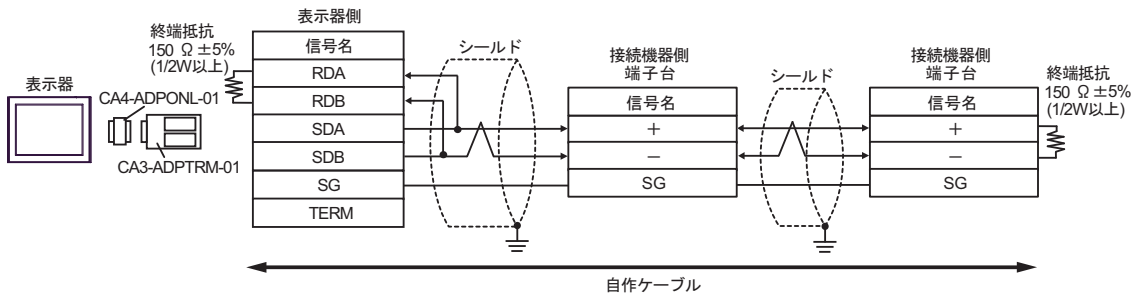 表示器
CA4-ADPONL-01
CA3-ADPTRM-01
終端抵抗
150 Ω ±5%
(1/2W以上)
表示器側
信号名
RDA
RDB
SDA
SDB
SG
TERM
シールド
接続機器側
端子台
信号名
+
−
SG
シールド
接続機器側
端子台
信号名
+
−
SG
終端抵抗
150 Ω ±5%
(1/2W以上)
自作ケーブル